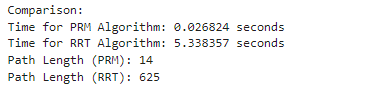 Comparison:
Time for PRM Algorithm: 0.026824 seconds
Time for RRT Algorithm: 5.338357 seconds
Path Length (PRM): 14
Path Length (RRT): 625